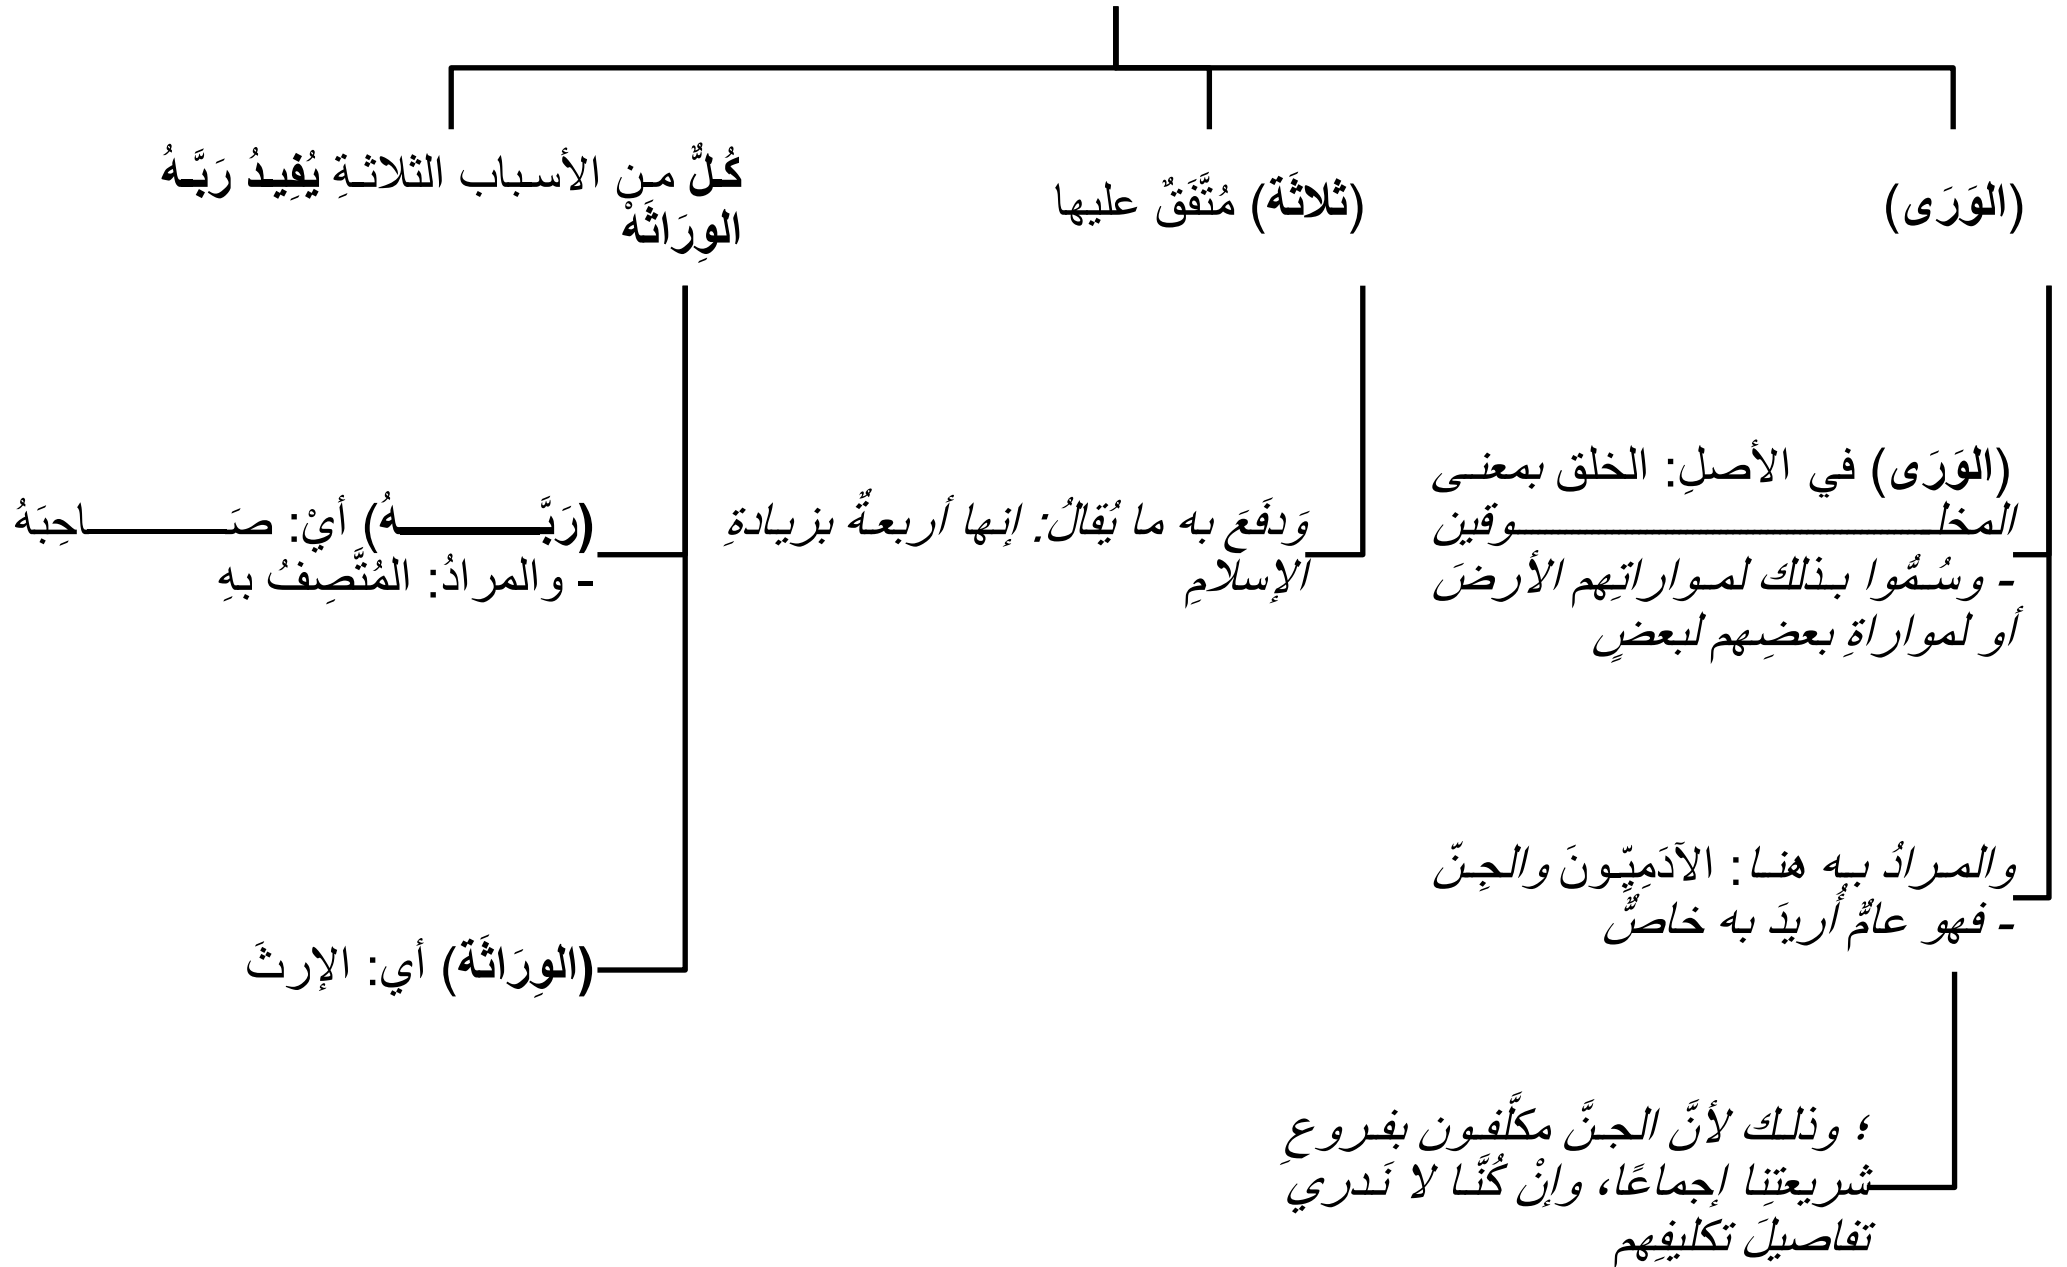 (الوَرَى)
(ثلاثَة) مُتَّفَقٌ عليها
كُلٌّ من الأسباب الثلاثةِ يُفِيدُ رَبَّهُ
الوِرَاثَهْ
(الوَرَى) في الأصلِ: الخلق بمعنى
المخلوقين
- وسُمُّوا بذلك لمواراتِهم الأرضَ
أو لمواراةِ بعضِهم لبعضٍ
وَدفَعَ به ما يُقالُ: إنها أربعةٌ بزيادةِ
الإسلامِ
(رَبَّهُ) أيْ: صَاحِبَهُ
- والمرادُ: المُتَّصِفُ بهِ
والمرادُ به هنا: الآدَمِيِّونَ والجِنّ
- فهو عامٌّ أُريدَ به خاصٌّ
(الوِرَاثَة) أي: الإرثَ
؛ وذلك لأنَّ الجنَّ مكلَّفون بفروعِ
شريعتنِا إجماعًا، وإنْ كُنَّا لا نَدري
تفاصيلَ تكليفِهم